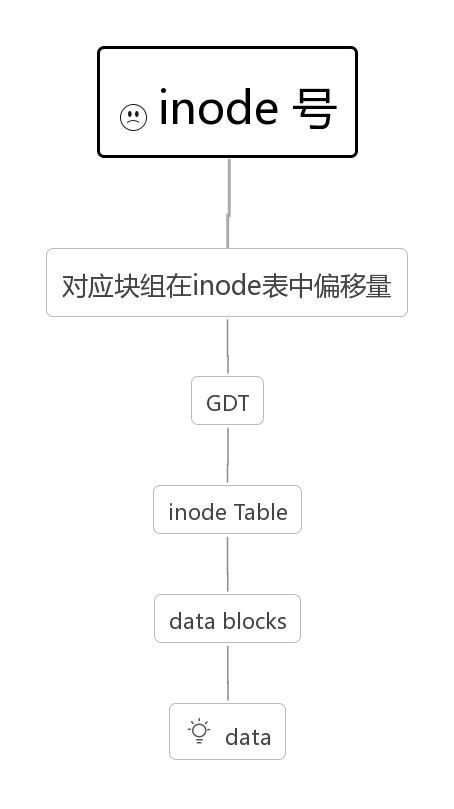 inode 号
对应块组在inode表中偏移量
GDT
inode Table
data blocks
data